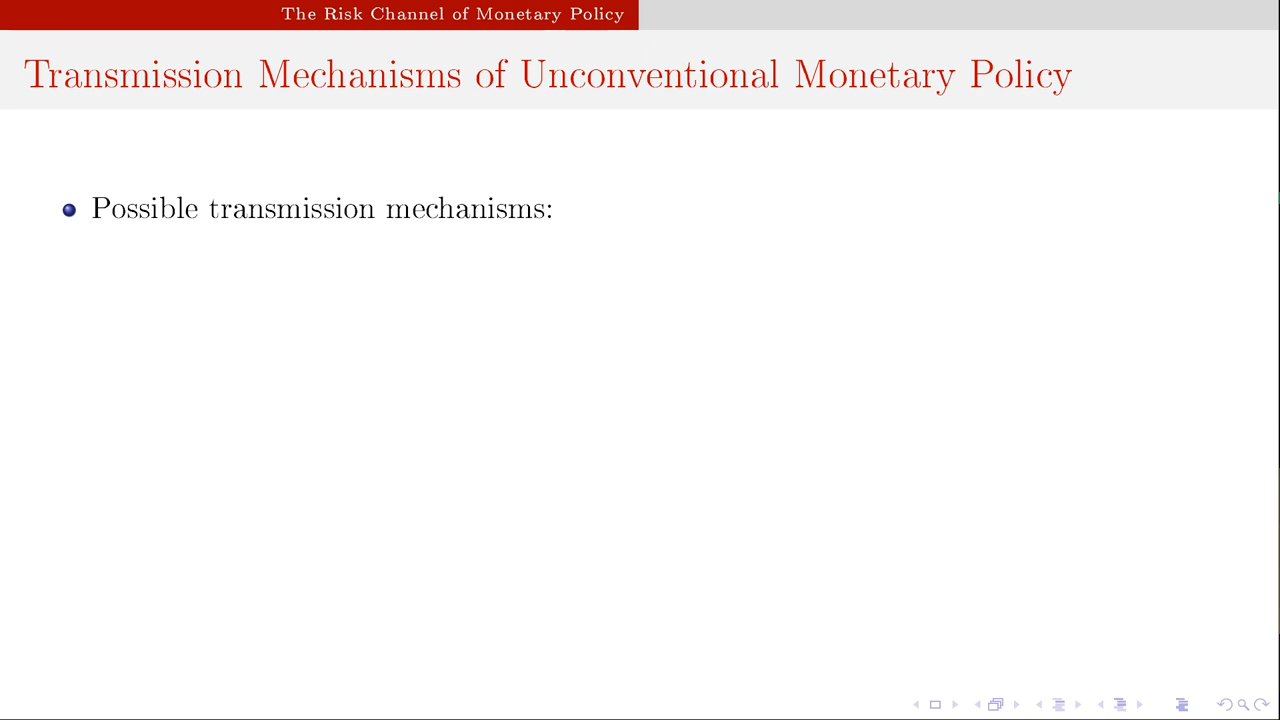 The Risk Channel of Monetary Policy
Transmission Mechanisms of Unconventional Monetary Policy
Possible transmission mechanisms: